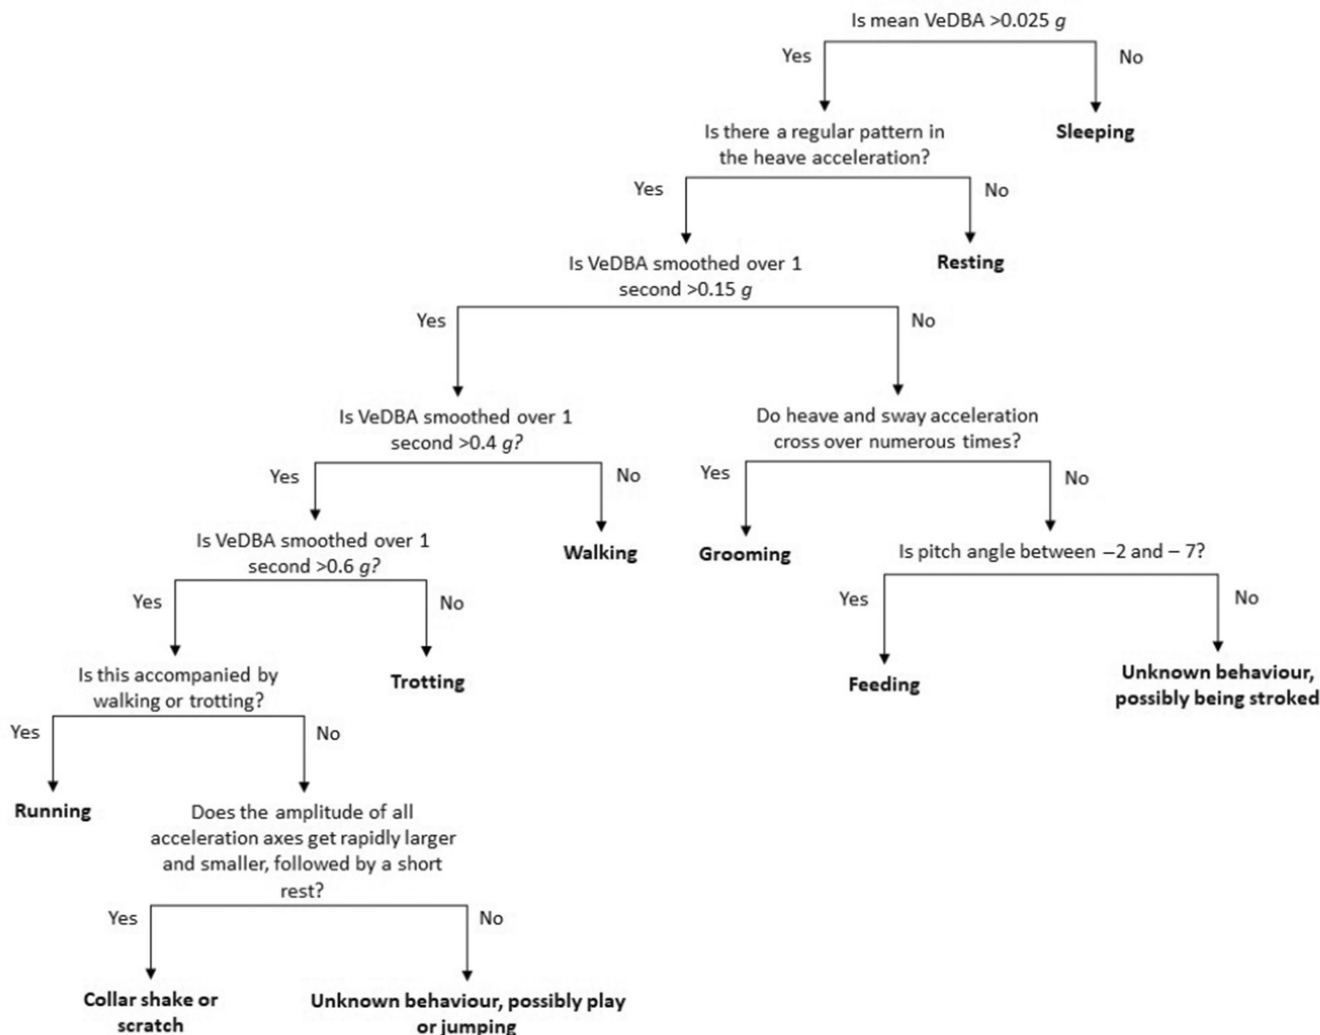 Is mean VeDBA >0.025 g
Yes
No
Is there a regular pattern in
the heave acceleration?
Sleeping
Yes
No
Is VeDBA smoothed over 1
second >0.15 g
Resting
Yes
No
Is VeDBA smoothed over 1
second >0.4 g?
Do heave and sway acceleration
cross over numerous times?
Yes
No
Yes
No
Is VeDBA smoothed over 1
second >0.6 g?
Walking
Grooming
Is pitch angle between −2 and − 7?
Yes
No
Yes
No
Is this accompanied by
walking or trotting?
Trotting
Feeding
Unknown behaviour,
possibly being stroked
Yes
No
Running
Does the amplitude of all
acceleration axes get rapidly larger
and smaller, followed by a short
rest?
Yes
No
Collar shake or
scratch
Unknown behaviour, possibly play
or jumping